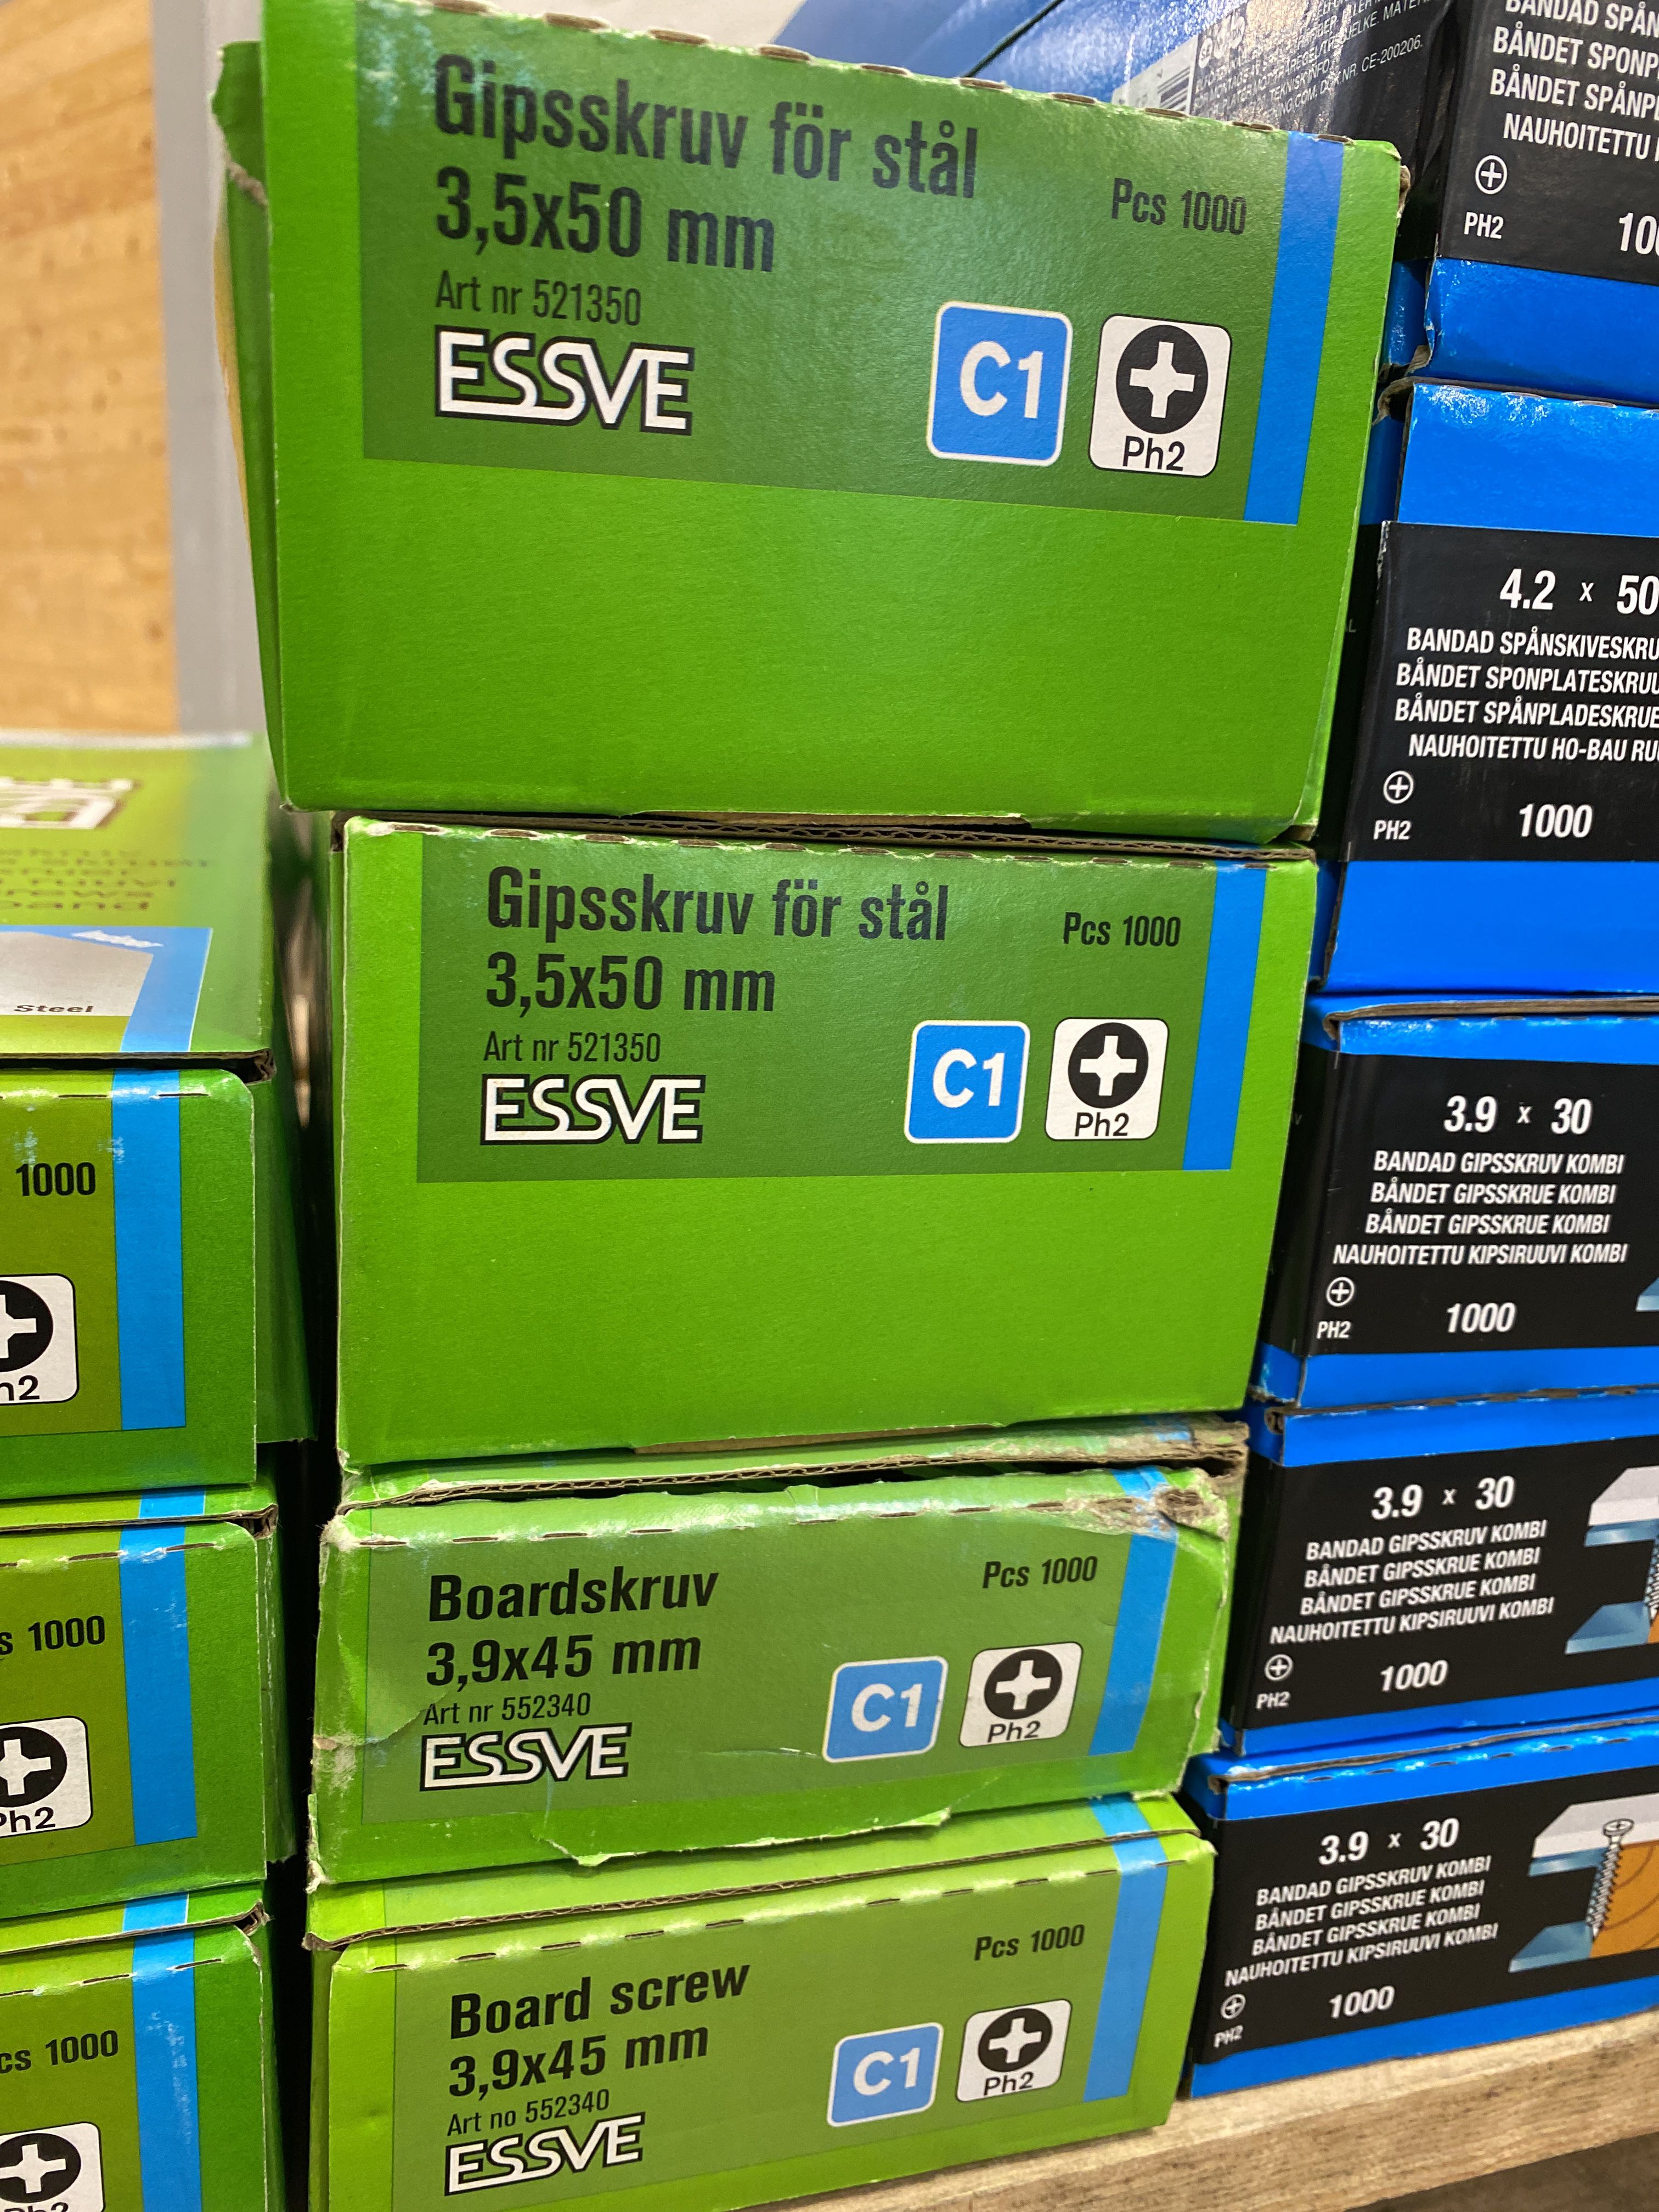 Gipsskruv för stål
3,5x50 mm
Pcs 1000
Art nr 521350
ESSVE
C1
Ph2
Gipsskruv för stål
3,5x50 mm
Pcs 1000
Art nr 521350
ESSVE
C1
Ph2
Boardskruv
3,9x45 mm
Pcs 1000
Art nr 552340
ESSVE
C1
Ph2
Board screw
3,9x45 mm
Pcs 1000
Art no 552340
ESSVE
C1
Ph2
Steel
1000
1000
1000
Ph2
NR. CE-200206.
BÅNDET
BÅNDET
NAUHOITETTU
PH2
4.2 x 50
BANDAD
BÅNDET
BÅNDET
NAUHOITETTU HO-BAU
PH2
1000
3.9 x 30
BANDAD GIPSSKRUV KOMBI
BÅNDET GIPSSKRUE KOMBI
BÅNDET GIPSSKRUE KOMBI
NAUHOITETTU KIPSIRUUVI KOMBI
PH2
1000
3.9 x 30
BANDAD GIPSSKRUV KOMBI
BÅNDET GIPSSKRUE KOMBI
BÅNDET GIPSSKRUE KOMBI
NAUHOITETTU KIPSIRUUVI KOMBI
PH2
1000
3.9 x 30
BANDAD GIPSSKRUV KOMBI
BÅNDET GIPSSKRUE KOMBI
BÅNDET GIPSSKRUE KOMBI
NAUHOITETTU KIPSIRUUVI KOMBI
PH2
1000